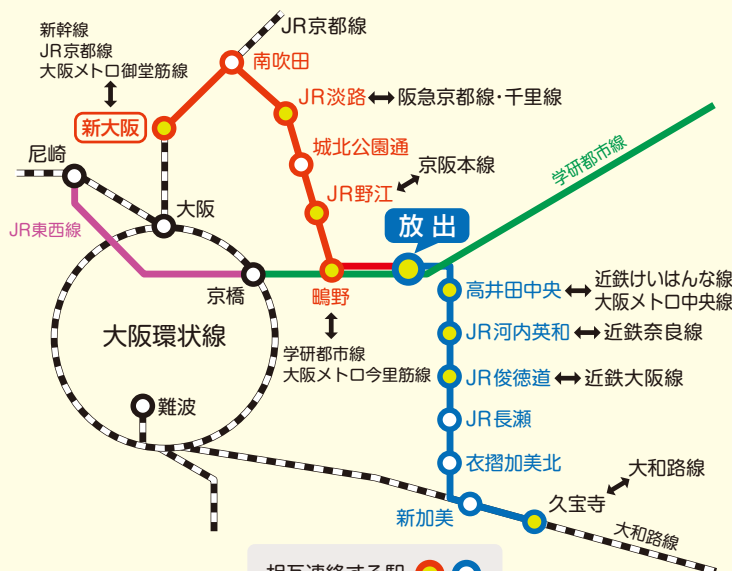 新幹線
JR京都線
大阪メトロ御堂筋線
JR京都線
南吹田
新大阪
JR淡路
阪急京都線・千里線
城北公園通
京阪本線
JR野江
尼崎
大阪
JR東西線
学研都市線
放出
京橋
鴫野
高井田中央
近鉄けいはんな線
大阪メトロ中央線
大阪環状線
学研都市線
大阪メトロ今里筋線
JR河内英和
近鉄奈良線
JR俊徳道
近鉄大阪線
難波
JR長瀬
衣摺加美北
新加美
久宝寺
大和路線
大和路線
相互連絡する駅